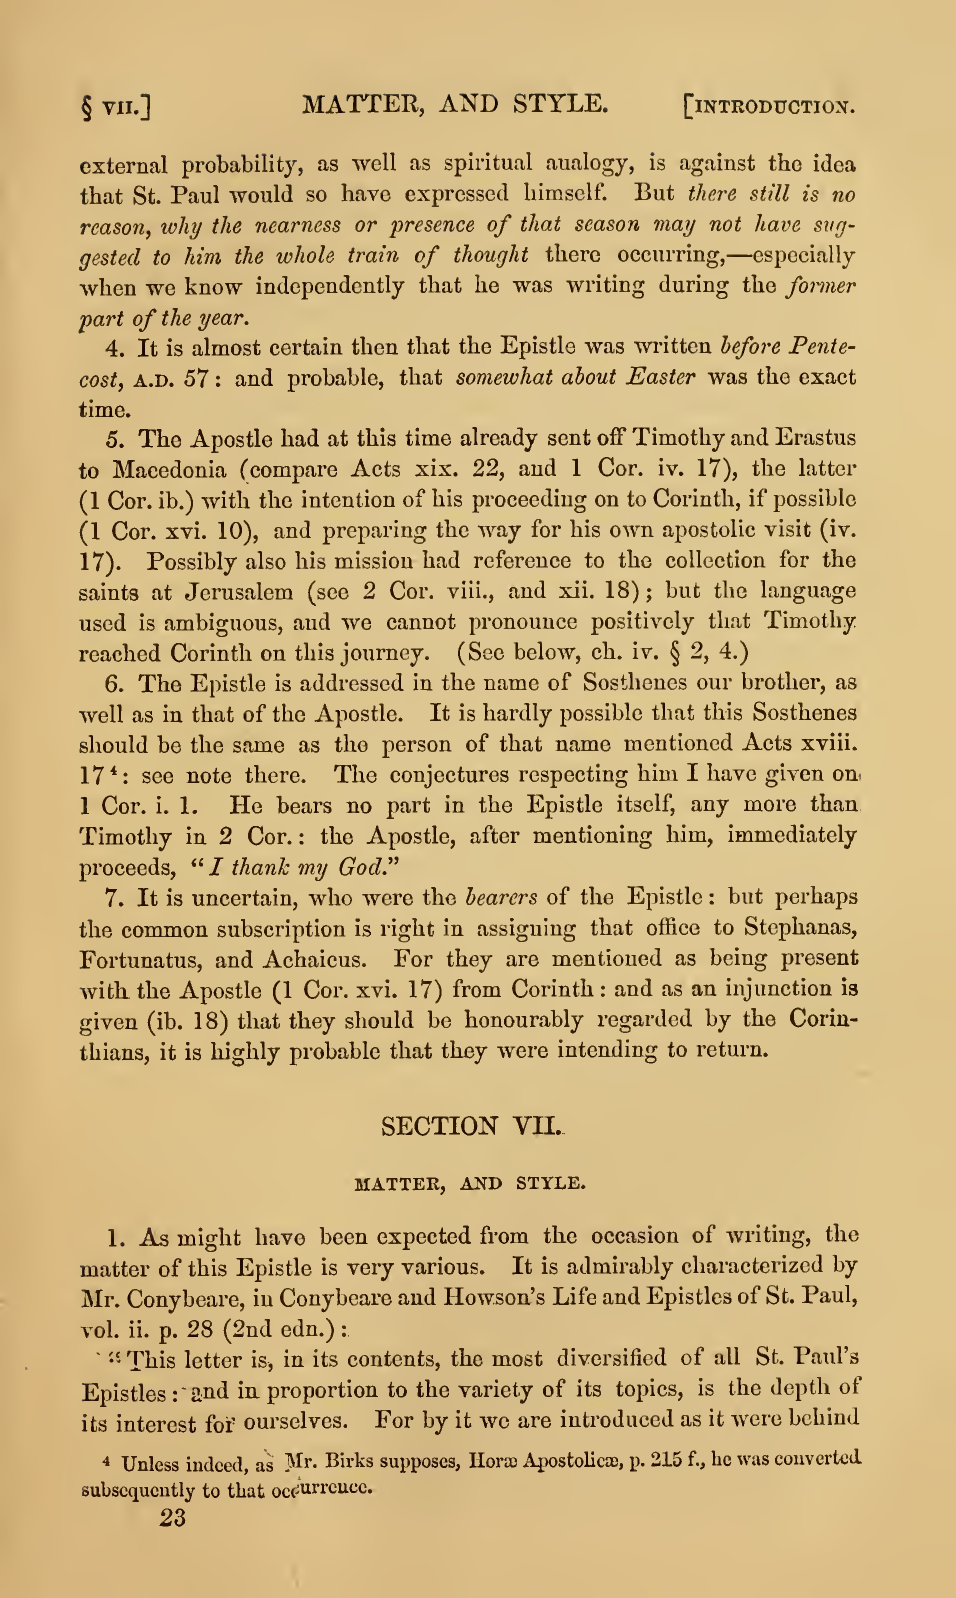 § VII.] MATTER, AND STYLE. [INTRODUCTION.
external probability, as well as spiritual analogy, is against the idea
that St. Paul would so have expressed himself. But there still is no
reason, why the nearness or presence of that season may not have sug-
gested to him the whole train of thought there occurring,—especially
when we know independently that he was writing during the former
part of the year.
4. It is almost certain then that the Epistle was written before Pente-
cost, A.D. 57: and probable, that somewhat about Easter was the exact
time.
5. The Apostle had at this time already sent off Timothy and Erastus
to Macedonia (compare Acts xix. 22, and 1 Cor. iv. 17), the latter
(1 Cor. ib.) with the intention of his proceeding on to Corinth, if possible
(1 Cor. xvi. 10), and preparing the way for his own apostolic visit (iv.
17). Possibly also his mission had reference to the collection for the
saints at Jerusalem (see 2 Cor. viii., and xii. 18); but the language
used is ambiguous, and we cannot pronounce positively that Timothy
reached Corinth on this journey. (See below, ch. iv. § 2, 4.)
6. The Epistle is addressed in the name of Sosthenes our brother, as
well as in that of the Apostle. It is hardly possible that this Sosthenes
should be the same as the person of that name mentioned Acts xviii.
17⁴: see note there. The conjectures respecting him I have given on
1 Cor. i. 1. He bears no part in the Epistle itself, any more than
Timothy in 2 Cor.: the Apostle, after mentioning him, immediately
proceeds, “I thank my God.”
7. It is uncertain, who were the bearers of the Epistle: but perhaps
the common subscription is right in assigning that office to Stephanas,
Fortunatus, and Achaicus. For they are mentioned as being present
with the Apostle (1 Cor. xvi. 17) from Corinth: and as an injunction is
given (ib. 18) that they should be honourably regarded by the Corin-
thians, it is highly probable that they were intending to return.
SECTION VII.
MATTER, AND STYLE.
1. As might have been expected from the occasion of writing, the
matter of this Epistle is very various. It is admirably characterized by
Mr. Conybeare, in Conybeare and Howson's Life and Epistles of St. Paul,
vol. ii. p. 28 (2nd edn.):
“This letter is, in its contents, the most diversified of all St. Paul's
Epistles: and in proportion to the variety of its topics, is the depth of
its interest for ourselves. For by it we are introduced as it were behind
⁴ Unless indeed, as Mr. Birks supposes, Horæ Apostolicæ, p. 215 f., he was converted
subsequently to that occurrence.
23